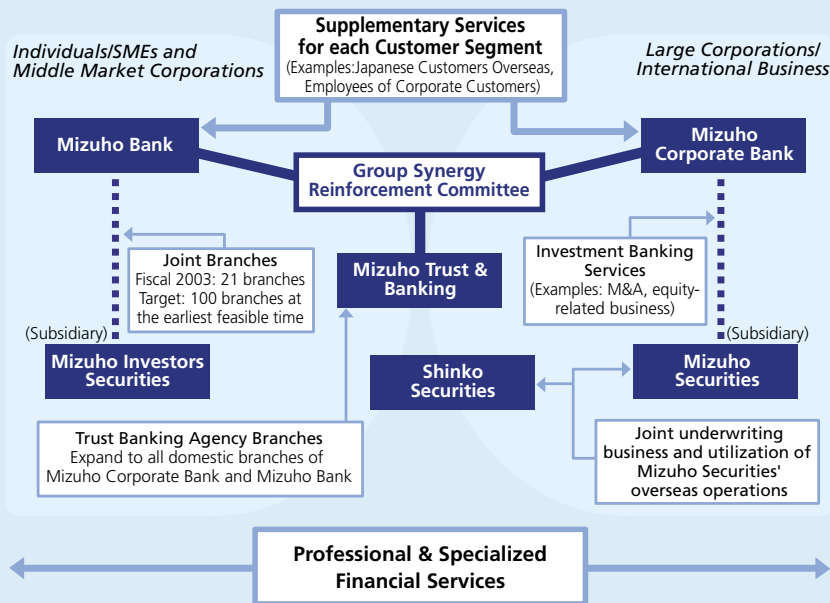 Supplementary Services
for each Customer Segment
(Examples:Japanese Customers Overseas,
Employees of Corporate Customers)
Individuals/SMEs and
Middle Market Corporations
Large Corporations/
International Business
Mizuho Bank
Mizuho
Corporate Bank
Group Synergy
Reinforcement Committee
Joint Branches
Fiscal 2003: 21 branches
Target: 100 branches at
the earliest feasible time
Mizuho Trust &
Banking
Investment Banking
Services
(Examples: M&A, equity-
related business)
(Subsidiary)
Mizuho Investors
Securities
Shinko
Securities
(Subsidiary)
Mizuho
Securities
Trust Banking Agency Branches
Expand to all domestic branches of
Mizuho Corporate Bank and Mizuho Bank
Joint underwriting
business and utilization of
Mizuho Securities'
overseas operations
Professional & Specialized
Financial Services